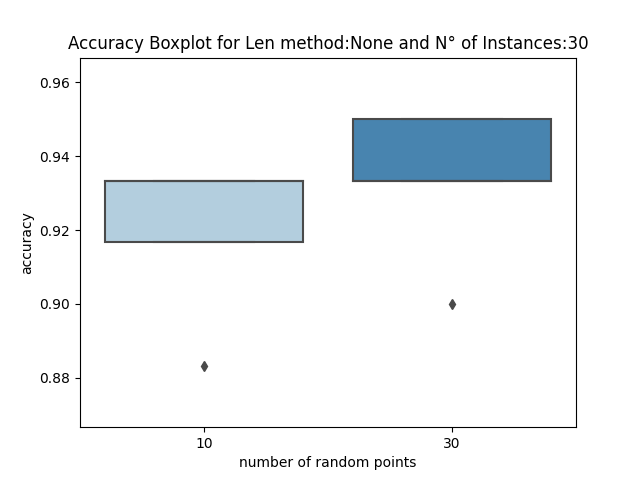 Accuracy Boxplot for Len method:None and N° of Instances:30
0.96
0.94
0.92
0.90
0.88
accuracy
10
30
number of random points